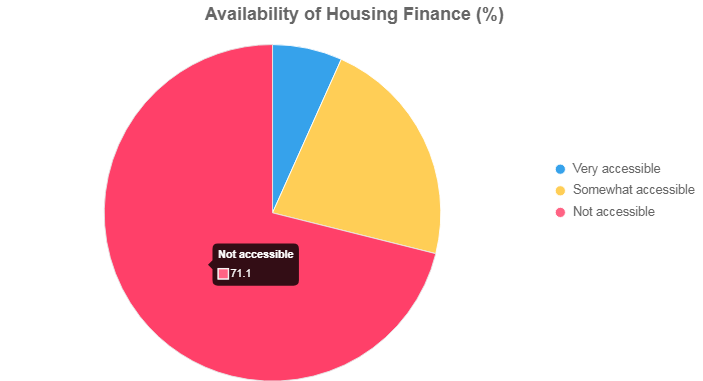 Availability of Housing Finance (%)
Very accessible
Somewhat accessible
Not accessible
Not accessible
71.1